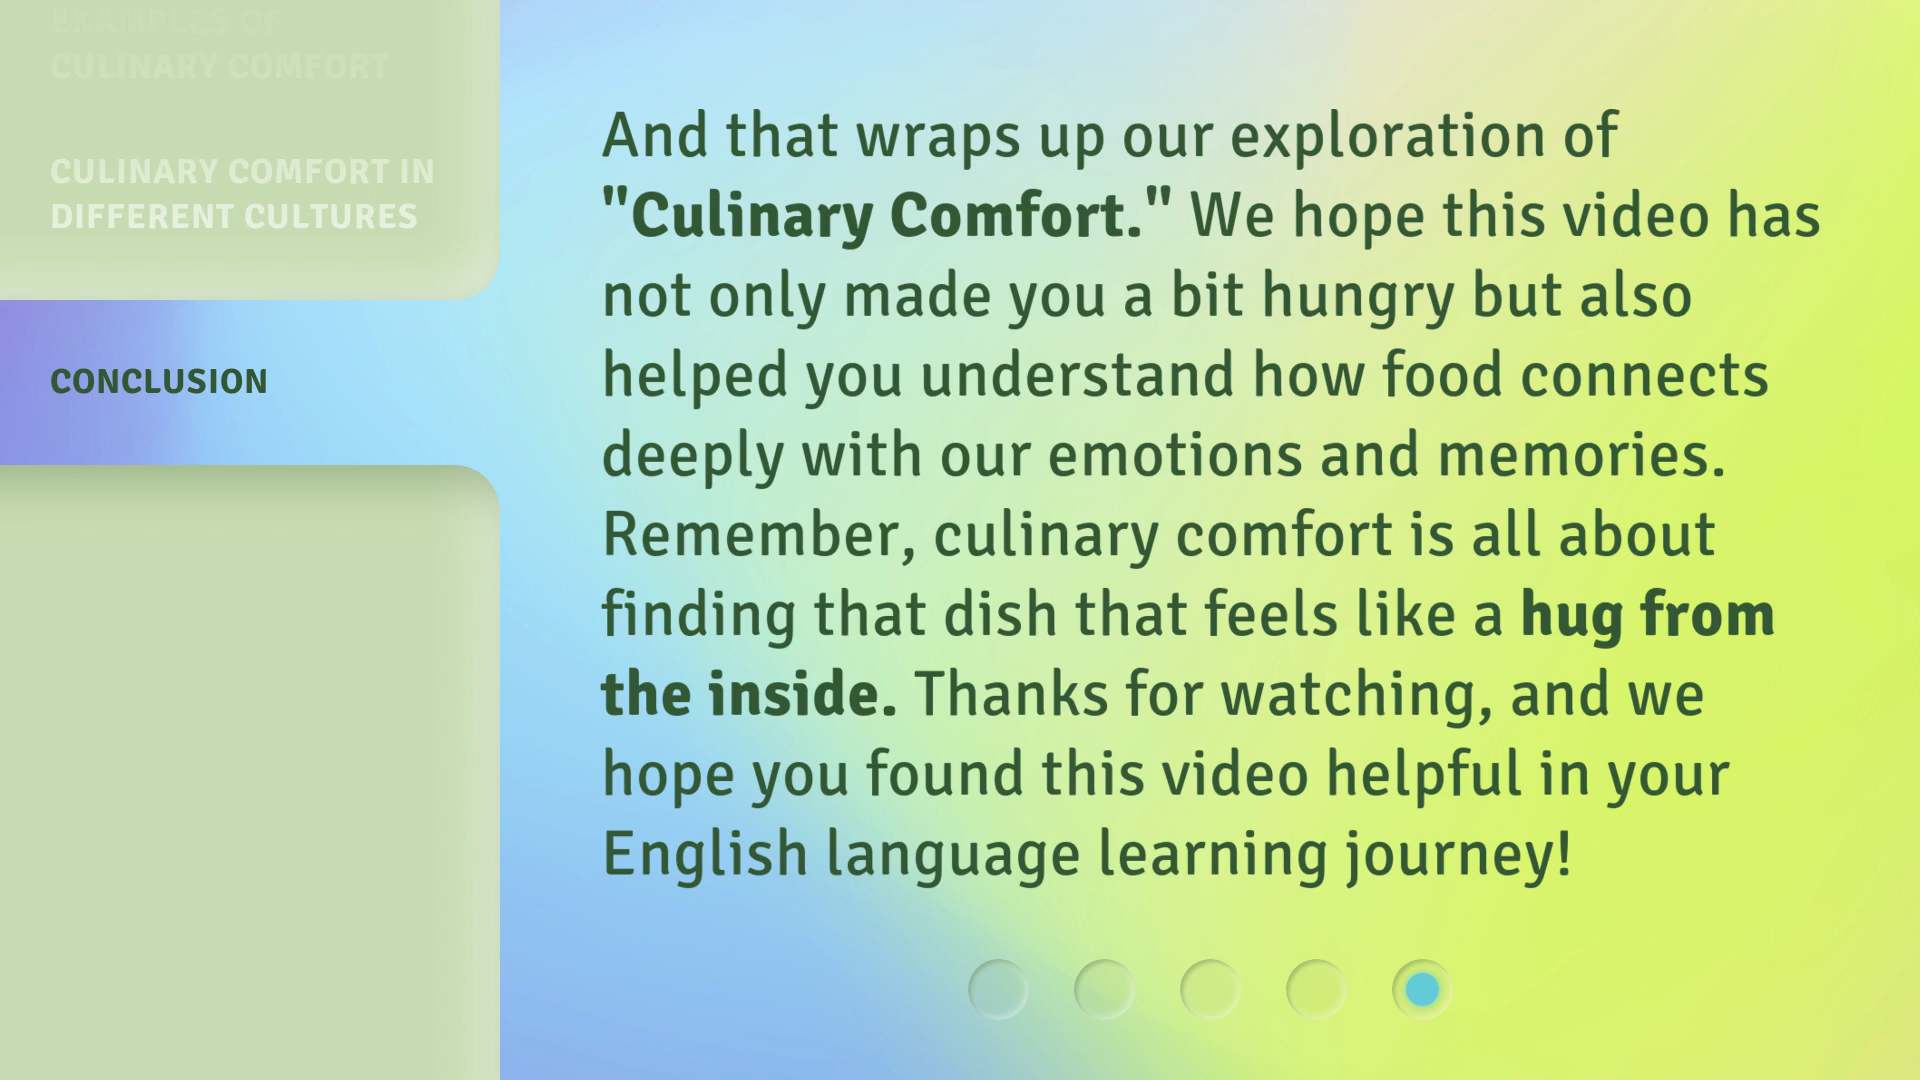 EXAMPLES OF
CULINARY COMFORT
CULINARY COMFORT IN
DIFFERENT CULTURES
CONCLUSION
And that wraps up our exploration of
"Culinary Comfort." We hope this video has
not only made you a bit hungry but also
helped you understand how food connects
deeply with our emotions and memories.
Remember, culinary comfort is all about
finding that dish that feels like a hug from
the inside. Thanks for watching, and we
hope you found this video helpful in your
English language learning journey!